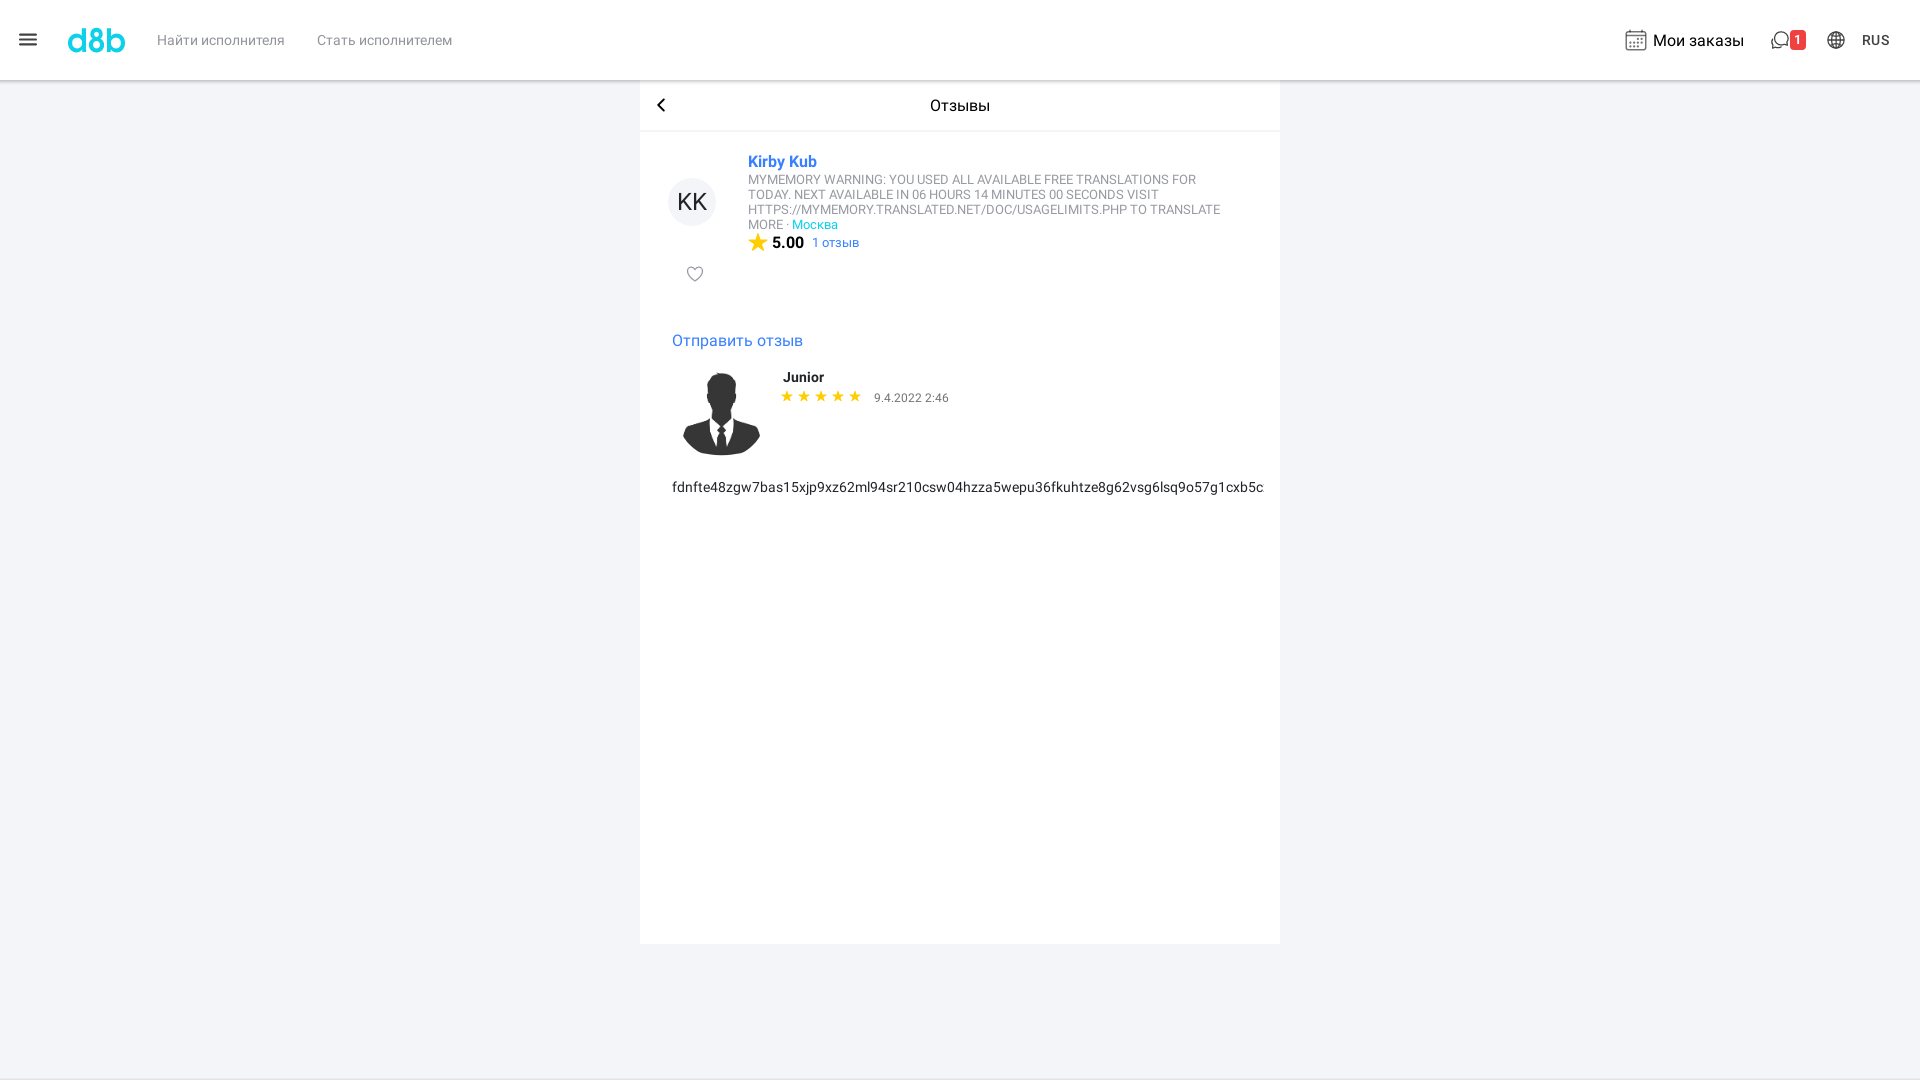 d8b
Найти исполнителя
Стать исполнителем
Мои заказы
1
RUS
Отзывы
KK
Kirby Kub
MYMEMORY WARNING: YOU USED ALL AVAILABLE FREE TRANSLATIONS FOR
TODAY. NEXT AVAILABLE IN 06 HOURS 14 MINUTES 00 SECONDS VISIT
HTTPS://MYMEMORY.TRANSLATED.NET/DOC/USAGELIMITS.PHP TO TRANSLATE
MORE · Москва
5.00 1 отзыв
Отправить отзыв
Junior
9.4.2022 2:46
fdnfte48zgw7bas15xjp9xz62ml94sr210csw04hzza5wepu36fkuhtze8g62vsg6lsq9o57g1cxb5c